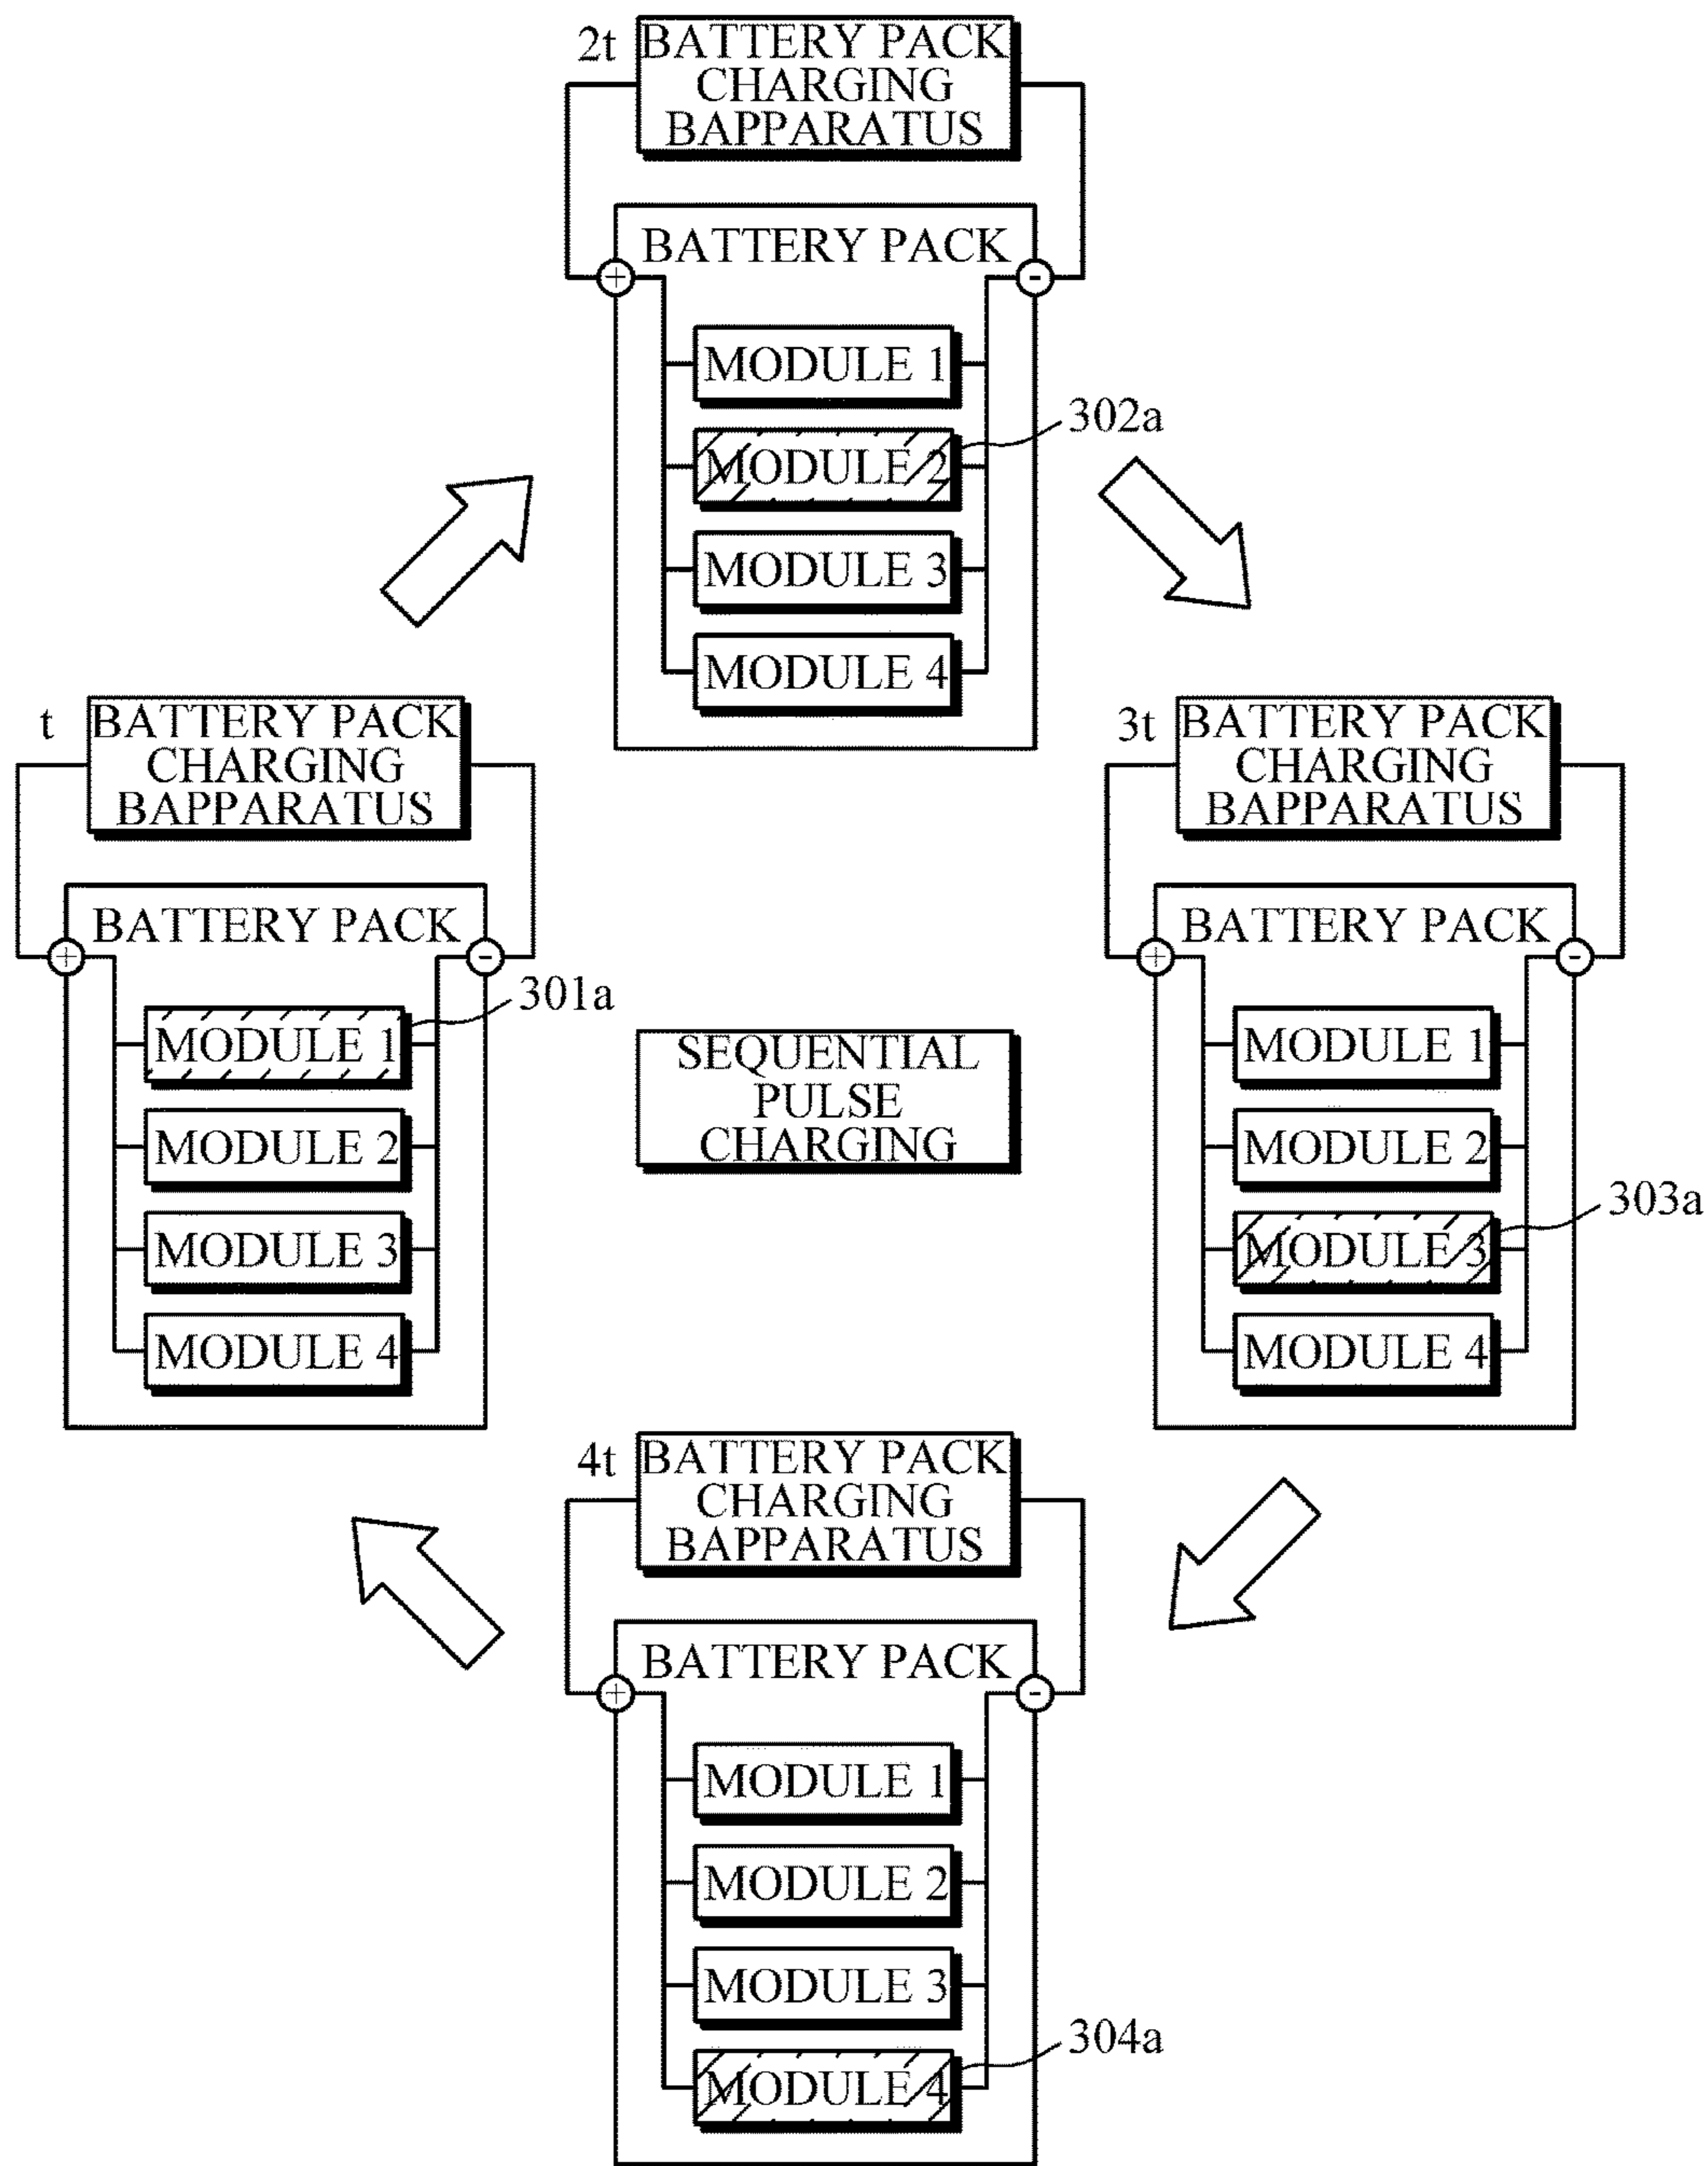 2t
BATTERY PACK
CHARGING
BAPPARATUS
BATTERY PACK
+
-
MODULE 1
302a
MODULE 2
MODULE 3
MODULE 4
t
BATTERY PACK
CHARGING
BAPPARATUS
BATTERY PACK
+
-
301a
MODULE 1
MODULE 2
MODULE 3
MODULE 4
SEQUENTIAL
PULSE
CHARGING
3t
BATTERY PACK
CHARGING
BAPPARATUS
BATTERY PACK
+
-
MODULE 1
MODULE 2
303a
MODULE 3
MODULE 4
4t
BATTERY PACK
CHARGING
BAPPARATUS
BATTERY PACK
+
-
MODULE 1
MODULE 2
MODULE 3
304a
MODULE 4